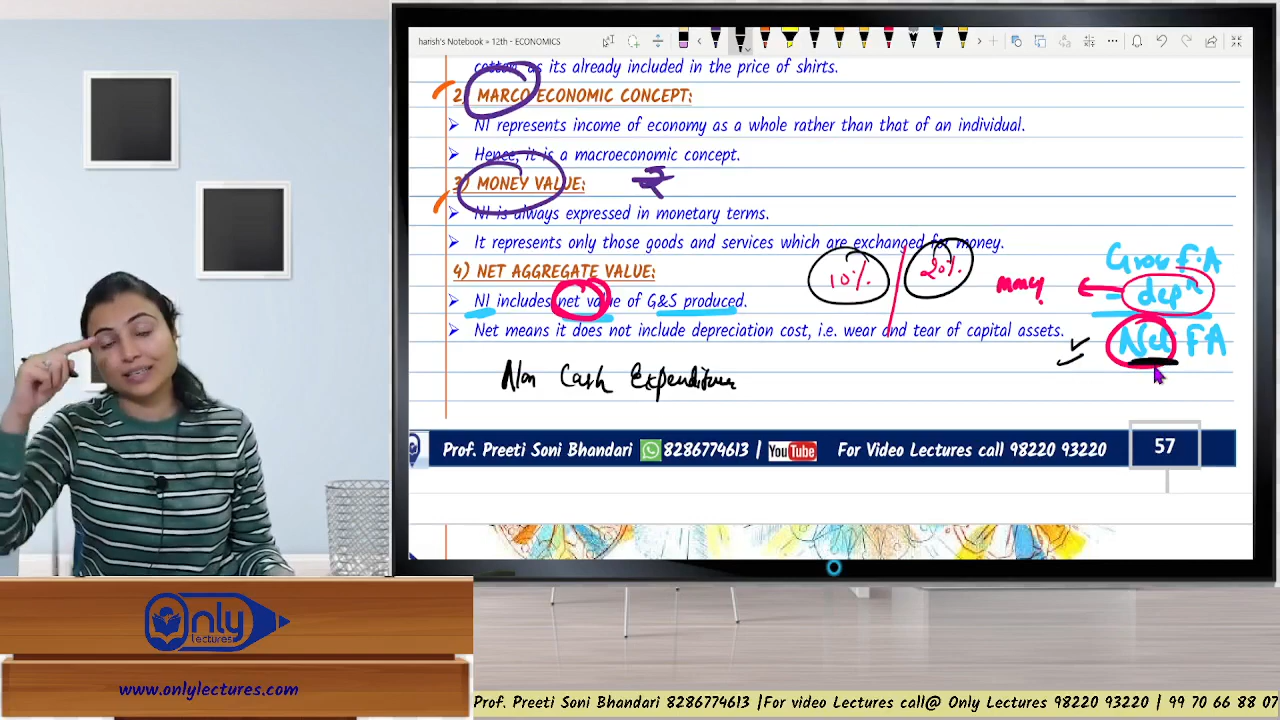 harish's Notebook » 12th - ECONOMICS
cotton as its already included in the price of shirts.
2) MARCO ECONOMIC CONCEPT:
➢ NI represents income of economy as a whole rather than that of an individual.
➢ Hence, it is a macroeconomic concept.
3) MONEY VALUE: ₹
➢ NI is always expressed in monetary terms.
➢ It represents only those goods and services which are exchanged for money.
4) NET AGGREGATE VALUE:
10% / 20%
➢ NI includes net value of G&S produced.
➢ Net means it does not include depreciation cost, i.e. wear and tear of capital assets.
Non Cash Expenditure
money
Gross F.A
- depⁿ
Net FA
Prof. Preeti Soni Bhandari 8286774613 | YouTube For Video Lectures call 98220 93220
57
Only
lectures
www.onlylectures.com
Prof. Preeti Soni Bhandari 8286774613 |For video Lectures call@ Only Lectures 98220 93220 | 99 70 66 88 07